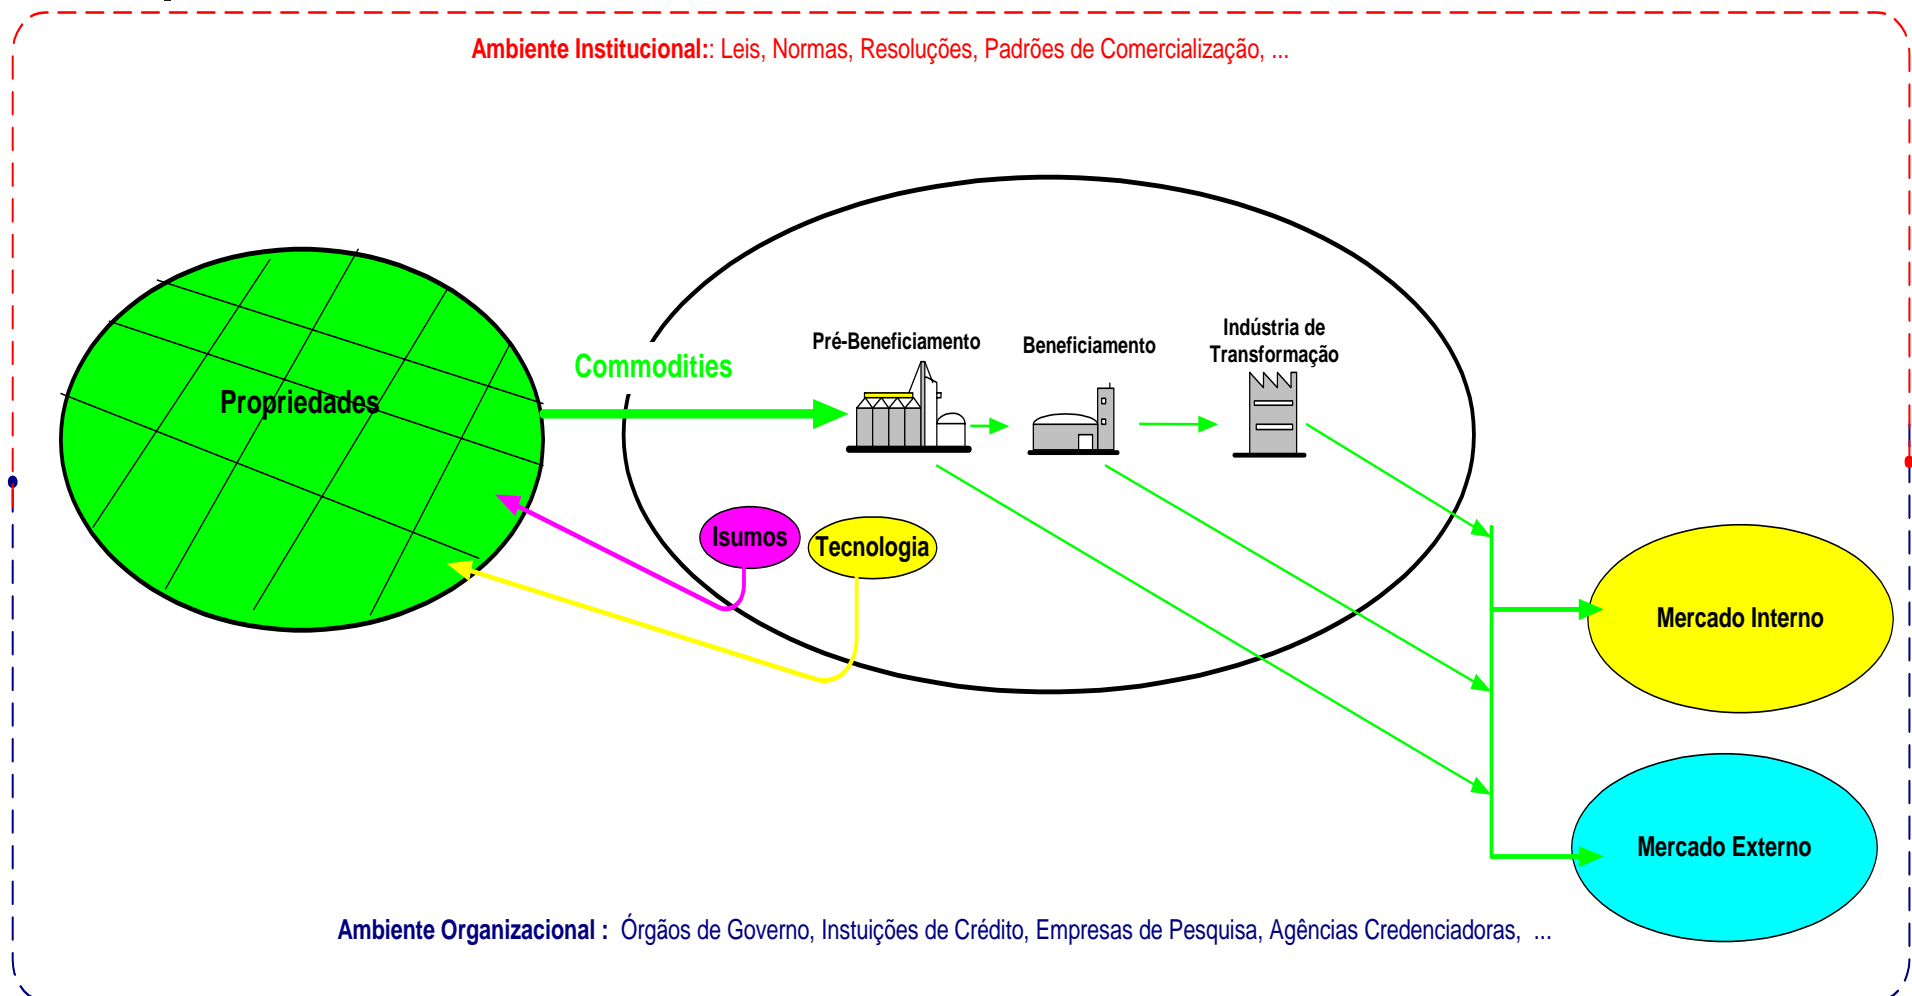 Ambiente Institucional:: Leis, Normas, Resoluções, Padrões de Comercialização, ...
Indústria de
Transformação
Pré-Beneficiamento
Beneficiamento
Commodities
Propriedades
Isumos
Tecnologia
Mercado Interno
Mercado Externo
Ambiente Organizacional : Órgãos de Governo, Instuições de Crédito, Empresas de Pesquisa, Agências Credenciadoras, ...